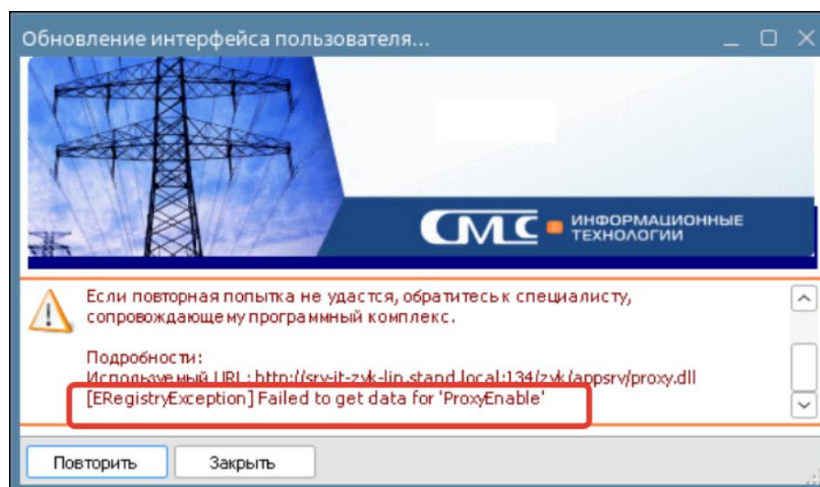 Обновление интерфейса пользователя...
СМС
ИНФОРМАЦИОННЫЕ
ТЕХНОЛОГИИ
Если повторная попытка не удастся, обратитесь к специалисту,
сопровождающему программный комплекс.
Подробности:
Используемый URL: http://srv-it-zyk-lin.stand.local:134/zyk/appsrv/proxy.dll
[ERegistryException] Failed to get data for 'ProxyEnable'
Повторить
Закрыть